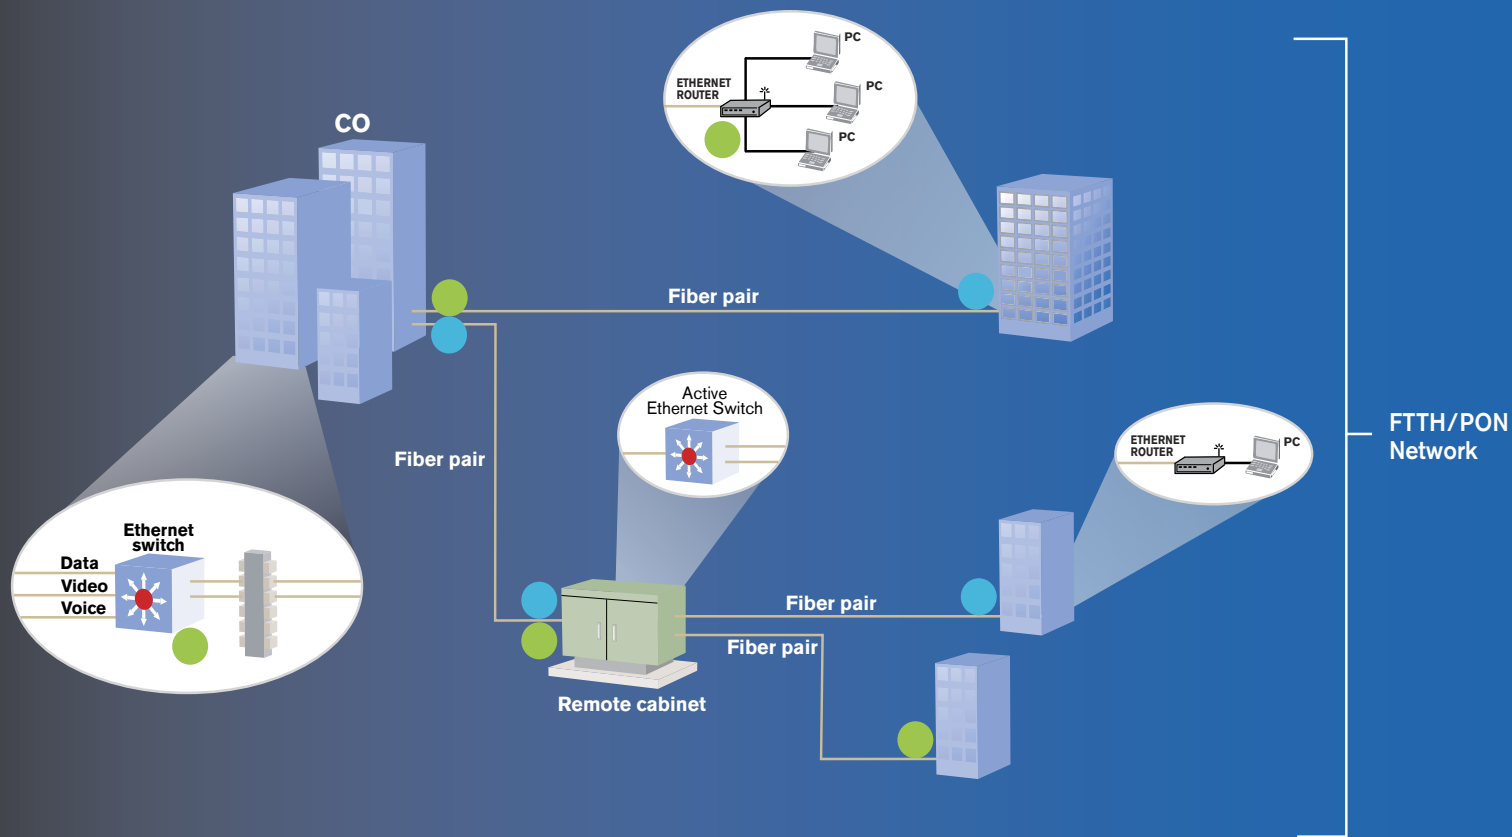 PC
ETHERNET
ROUTER
PC
PC
CO
Fiber pair
Active
Ethernet Switch
FTTH/PON
Network
ETHERNET
ROUTER
PC
Fiber pair
Ethernet
switch
Data
Video
Voice
Fiber pair
Fiber pair
Remote cabinet